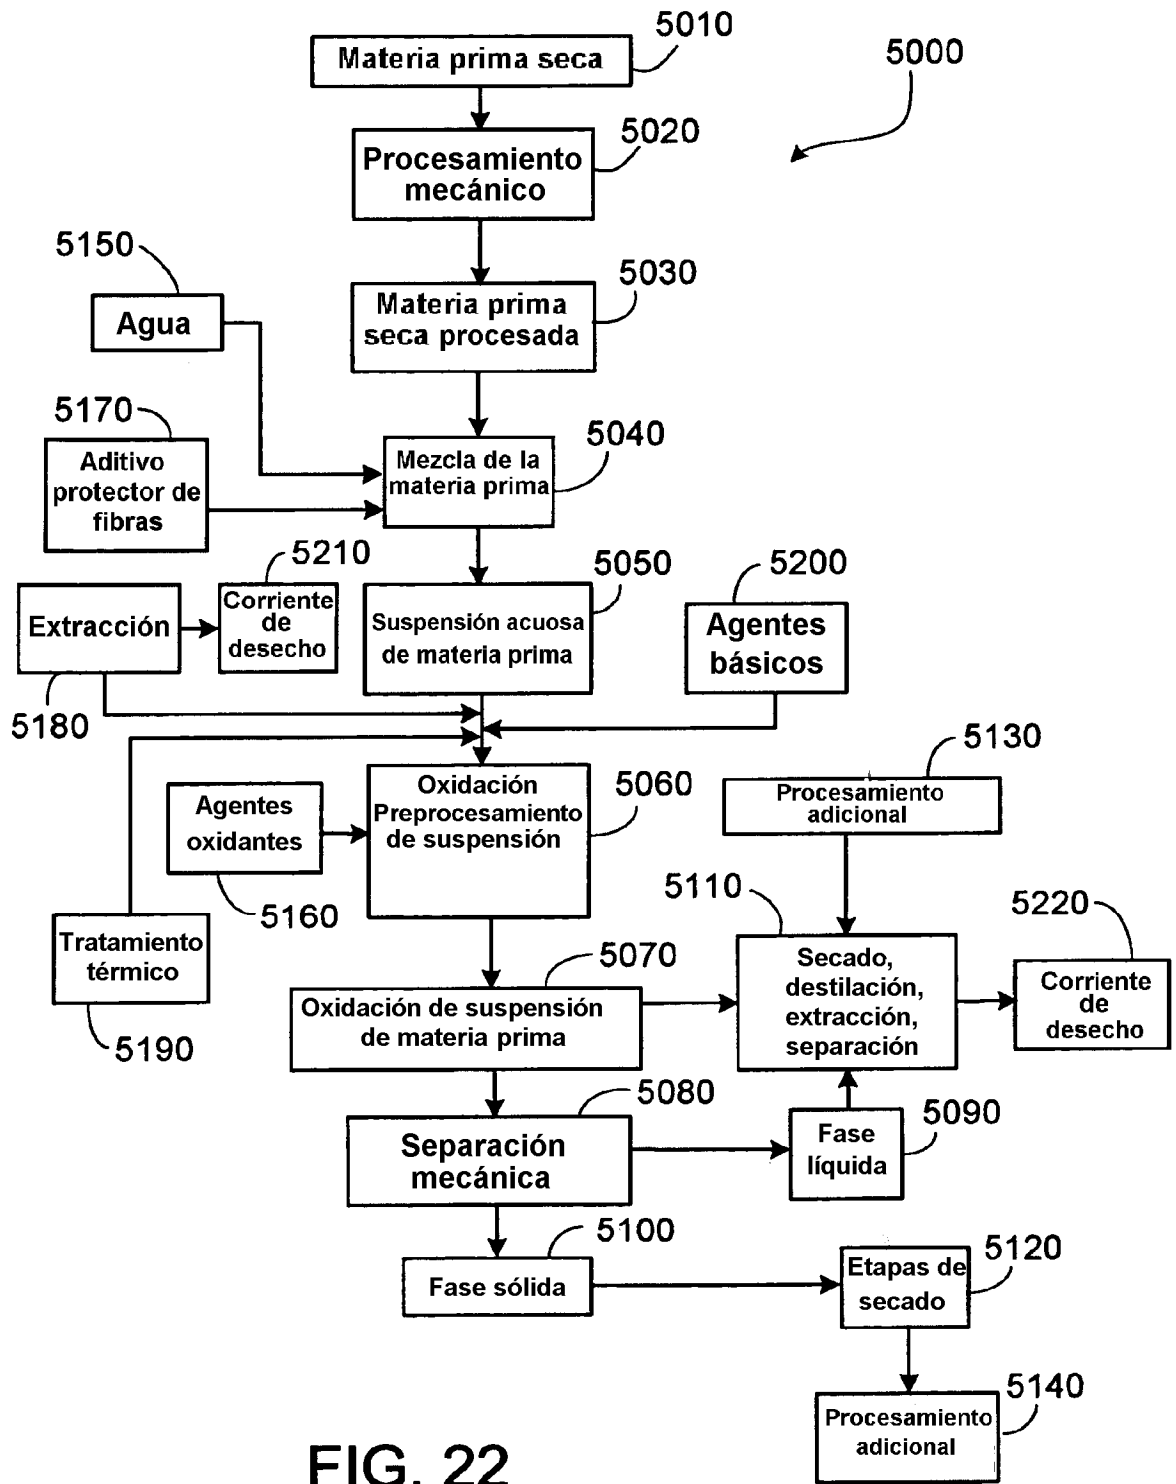 5010
Materia prima seca
5000
5020
Procesamiento
mecánico
5150
5030
Agua
Materia prima
seca procesada
5170
5040
Aditivo
protector de
fibras
Mezcla de la
materia prima
5210
5050
5200
Extracción
Corriente
de
desecho
Suspensión acuosa
de materia prima
Agentes
básicos
5180
5130
5060
Oxidación
Preprocesamiento
de suspensión
Agentes
oxidantes
Procesamiento
adicional
5160
5110
5220
Tratamiento
térmico
5070
Secado,
destilación,
extracción,
separación
Corriente
de
desecho
Oxidación de suspensión
de materia prima
5190
5080
5090
Separación
mecánica
Fase
líquida
5100
5120
Fase sólida
Etapas de
secado
5140
Procesamiento
adicional
FIG. 22